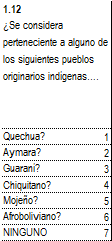 1.12
¿Se considera
perteneciente a alguno de
los siguientes pueblos
originarios indígenas….
Quechua? 1
Aymara? 2
Guaraní? 3
Chiquitano? 4
Mojeño? 5
Afroboliviano? 6
NINGUNO 7